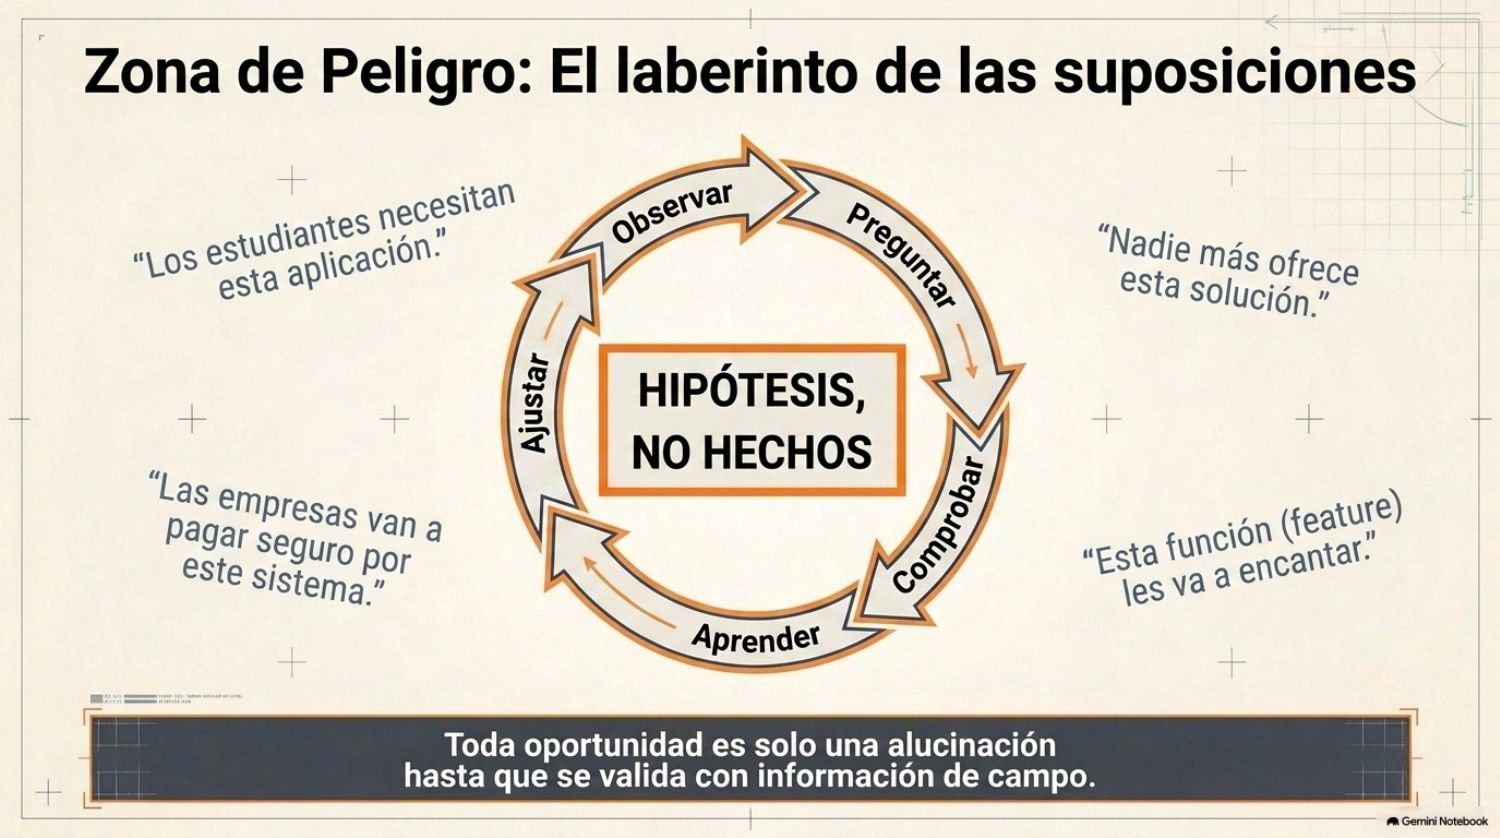 Zona de Peligro: El laberinto de las suposiciones
“Los estudiantes necesitan
esta aplicación.”
“Nadie más ofrece
esta solución.”
Observar
Preguntar
Comprobar
Aprender
Ajustar
HIPÓTESIS,
NO HECHOS
“Las empresas van a
pagar seguro por
este sistema.”
“Esta función (feature)
les va a encantar.”
Toda oportunidad es solo una alucinación
hasta que se valida con información de campo.
Gemini Notebook